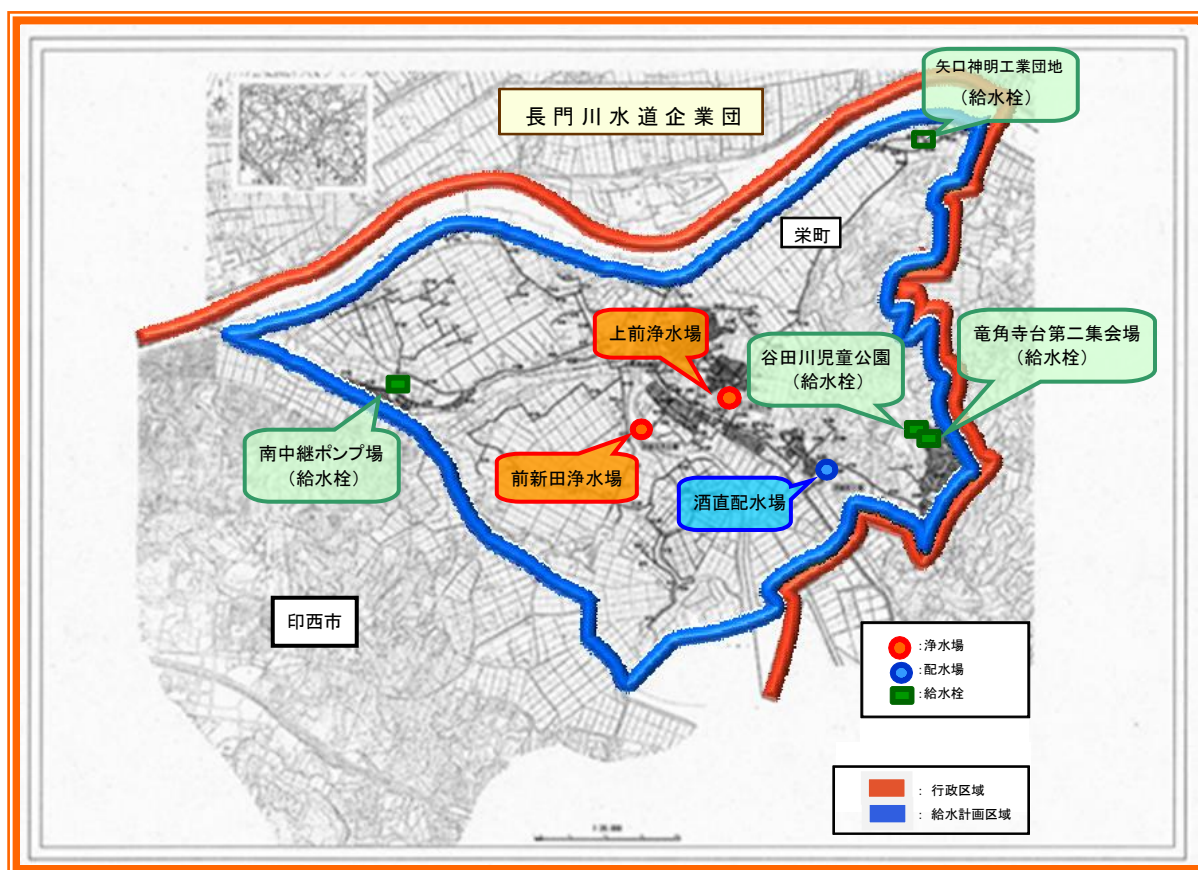 矢口神明工業団地
(給水栓)
長門川水道企業団
栄町
上前浄水場
谷田川児童公園
(給水栓)
竜角寺台第二集会場
(給水栓)
南中継ポンプ場
(給水栓)
前新田浄水場
酒直配水場
印西市
:浄水場
:配水場
:給水栓
: 行政区域
: 給水計画区域